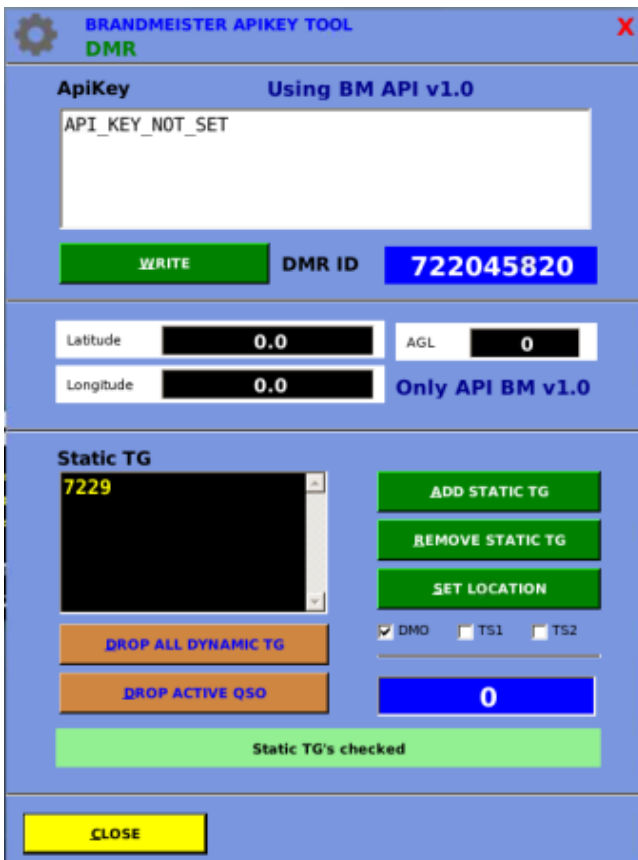 BRANDMEISTER APIKEY TOOL
X
DMR
ApiKey
Using BM API v1.0
API_KEY_NOT_SET
WRITE
DMR ID
722045820
Latitude
0.0
AGL
0
Longitude
0.0
Only API BM v1.0
Static TG
7229
ADD STATIC TG
REMOVE STATIC TG
SET LOCATION
DMO
TS1
TS2
DROP ALL DYNAMIC TG
DROP ACTIVE QSO
0
Static TG's checked
CLOSE